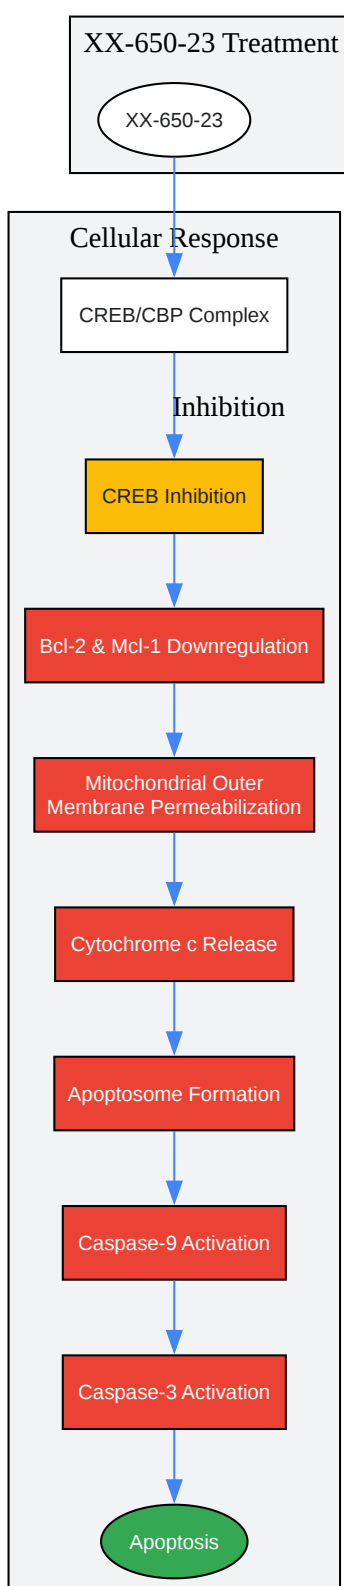 XX-650-23 Treatment
XX-650-23
Cellular Response
CREB/CBP Complex
Inhibition
CREB Inhibition
Bcl-2 & Mcl-1 Downregulation
Mitochondrial Outer
Membrane Permeabilization
Cytochrome c Release
Apoptosome Formation
Caspase-9 Activation
Caspase-3 Activation
Apoptosis